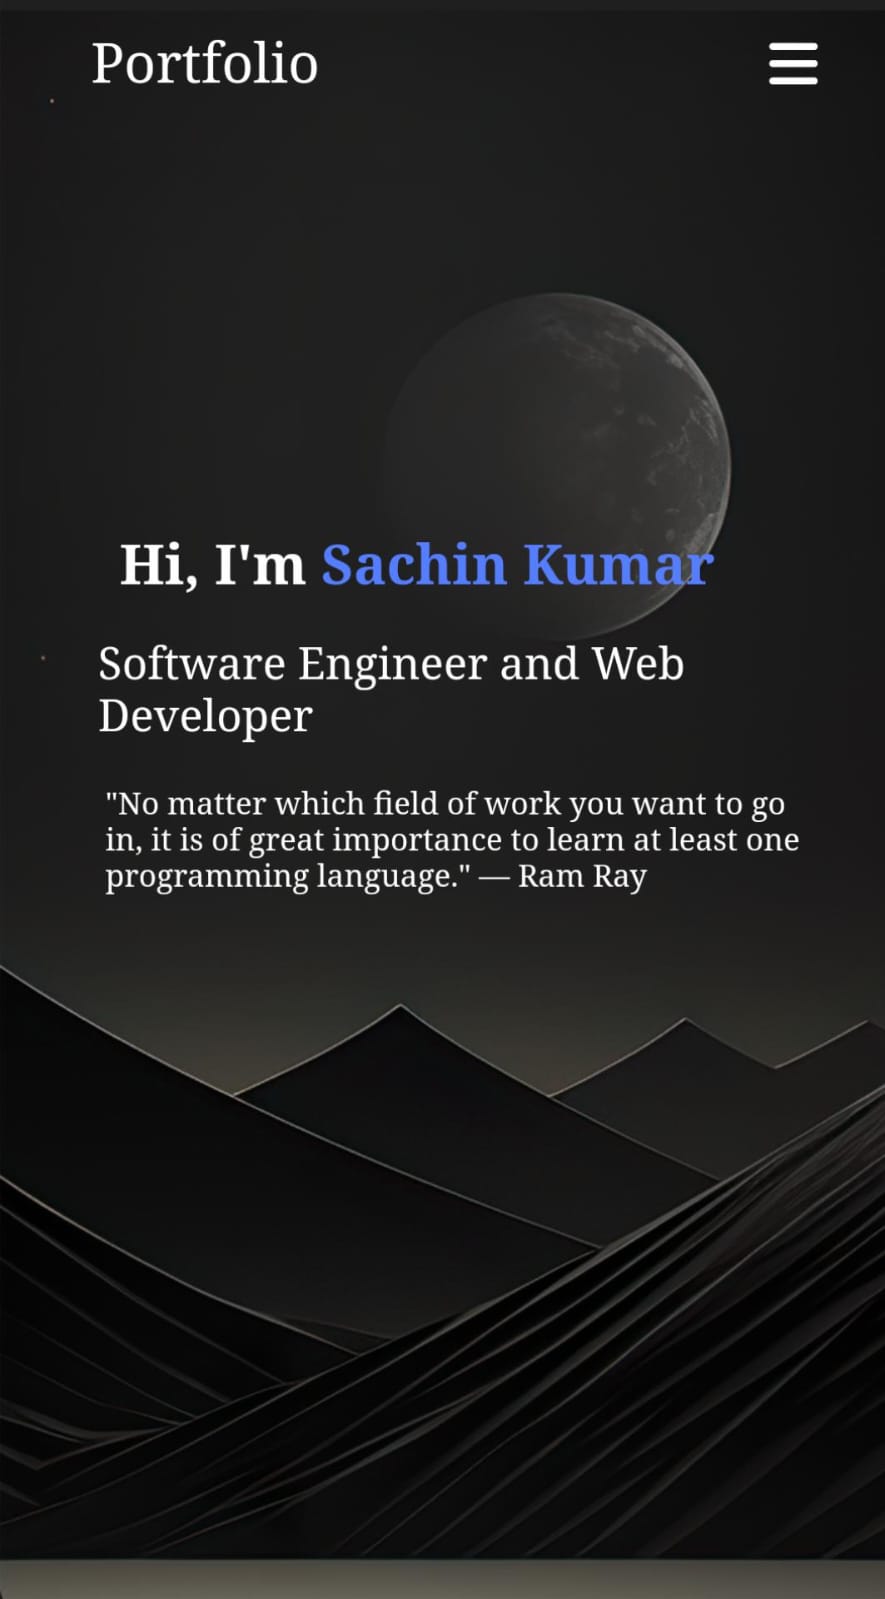 Portfolio
Hi, I'm Sachin Kumar
Software Engineer and Web
Developer
"No matter which field of work you want to go
in, it is of great importance to learn at least one
programming language." — Ram Ray